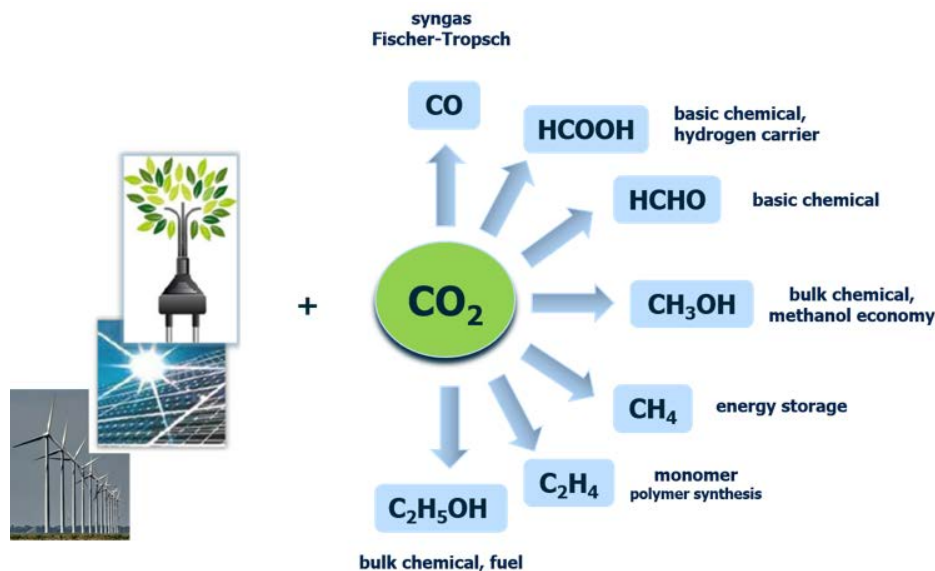 syngas
Fischer-Tropsch
CO
HCOOH
basic chemical,
hydrogen carrier
HCHO
basic chemical
+
CO₂
CH₃OH
bulk chemical,
methanol economy
CH₄
energy storage
C₂H₄
monomer
polymer synthesis
C₂H₅OH
bulk chemical, fuel